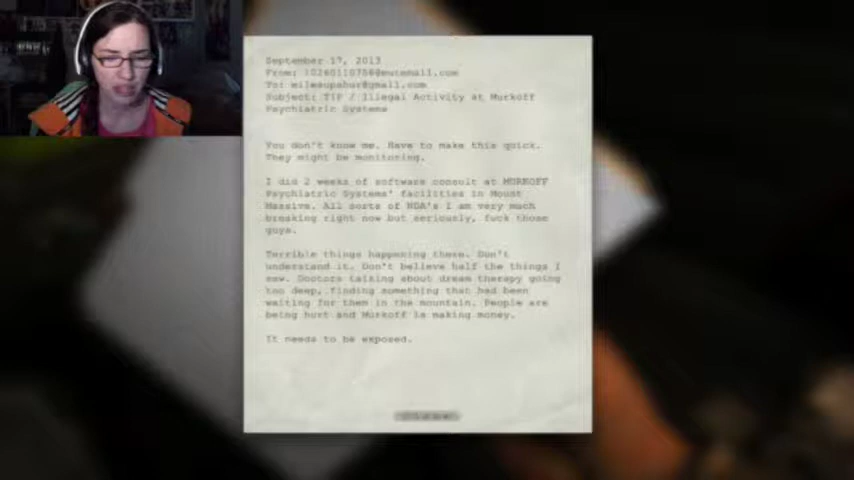 September 17, 2013
From: 
To: 
Subject: TIP / Illegal Activity at Murkoff
Psychiatric Systems
You don't know me. Have to make this quick.
They might be monitoring.
I did 2 weeks of software consult at MURKOFF
Psychiatric Systems' facilities in Mount
Massive. All sorts of NDA's I am very much
breaking right now but seriously, fuck those
guys.
Terrible things happening there. Don't
understand it. Don't believe half the things I
saw. Doctors talking about dream therapy going
too deep, finding something that had been
waiting for them in the mountain. People are
being hurt and Murkoff is making money.
It needs to be exposed.